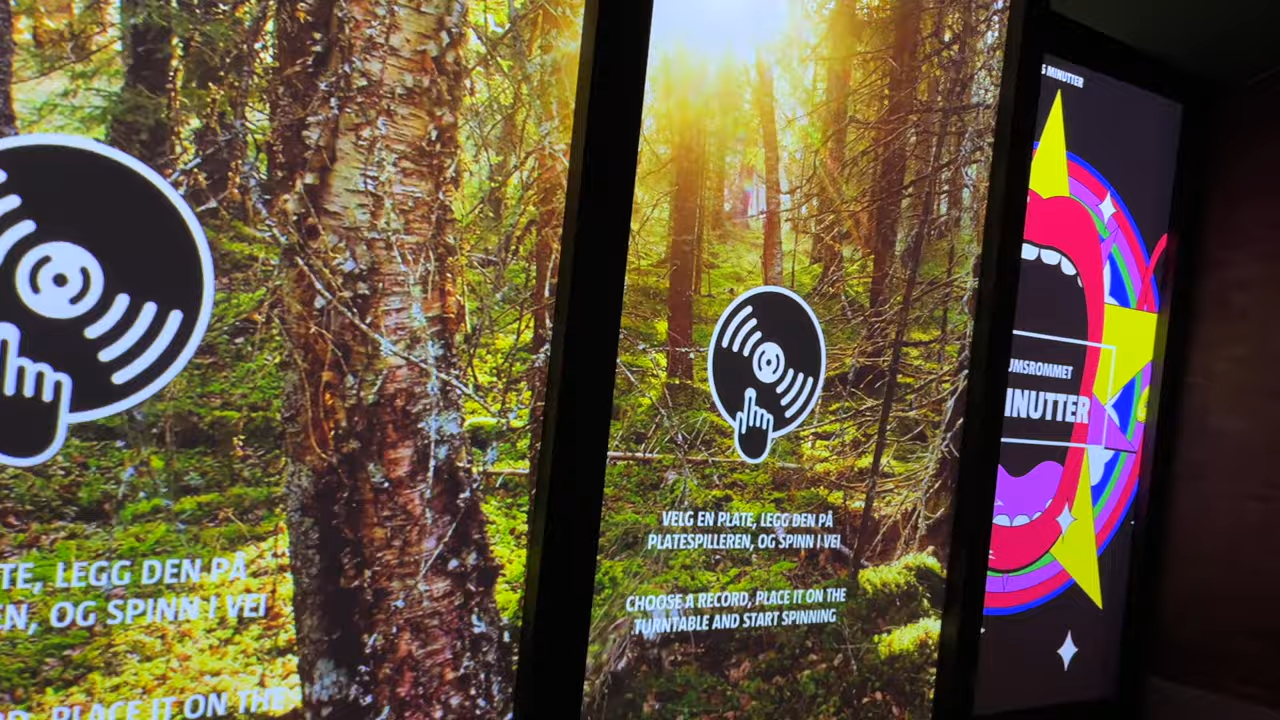 TE, LEGG DEN PÅ
EN, OG SPINN I VEI
PLACE IT ON THE
VELG EN PLATE, LEGG DEN PÅ
PLATESPILLEREN, OG SPINN I VEI
CHOOSE A RECORD, PLACE IT ON THE
TURNTABLE AND START SPINNING
5 MINUTTER
UMSROMMET
INUTTER